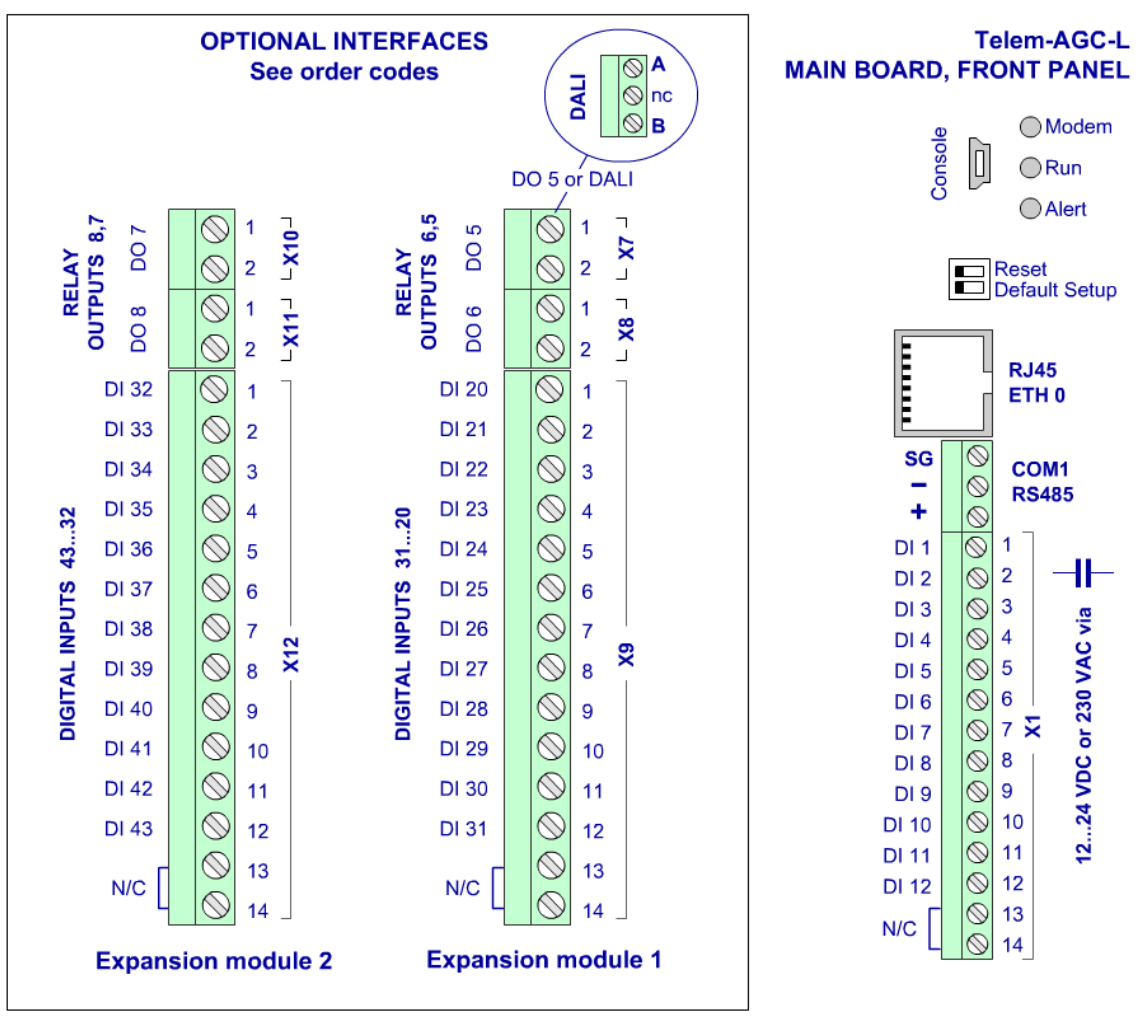 OPTIONAL INTERFACES
See order codes
DALI
A
nc
B
DO 5 or DALI
RELAY
OUTPUTS 8,7
DO 7
1
2
X10
DO 8
1
2
X11
DIGITAL INPUTS 43...32
DI 32 1
DI 33 2
DI 34 3
DI 35 4
DI 36 5
DI 37 6
DI 38 7
DI 39 8
DI 40 9
DI 41 10
DI 42 11
DI 43 12
13
N/C
14
X12
Expansion module 2
RELAY
OUTPUTS 6,5
DO 5
1
2
X7
DO 6
1
2
X8
DIGITAL INPUTS 31...20
DI 20 1
DI 21 2
DI 22 3
DI 23 4
DI 24 5
DI 25 6
DI 26 7
DI 27 8
DI 28 9
DI 29 10
DI 30 11
DI 31 12
13
N/C
14
X9
Expansion module 1
Telem-AGC-L
MAIN BOARD, FRONT PANEL
Console
Modem
Run
Alert
Reset
Default Setup
RJ45
ETH 0
SG
–
+
COM1
RS485
DI 1 1
DI 2 2
DI 3 3
DI 4 4
DI 5 5
DI 6 6
DI 7 7
DI 8 8
DI 9 9
DI 10 10
DI 11 11
DI 12 12
13
N/C
14
X1
12...24 VDC or 230 VAC via